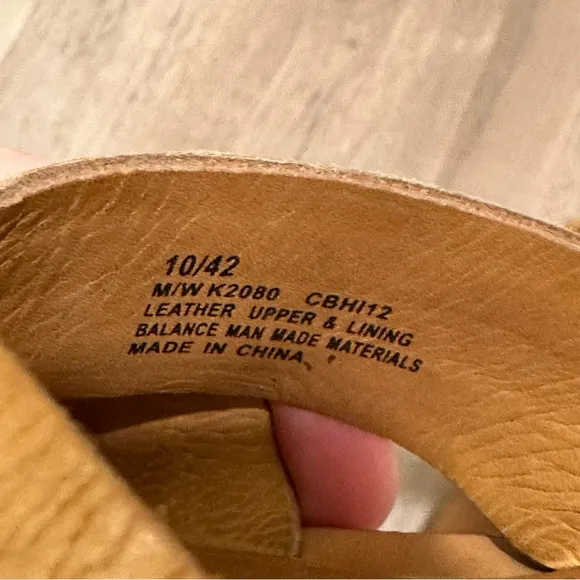 10/42
M/W K2080 CBHI12
LEATHER UPPER & LINING
BALANCE MAN MADE MATERIALS
MADE IN CHINA